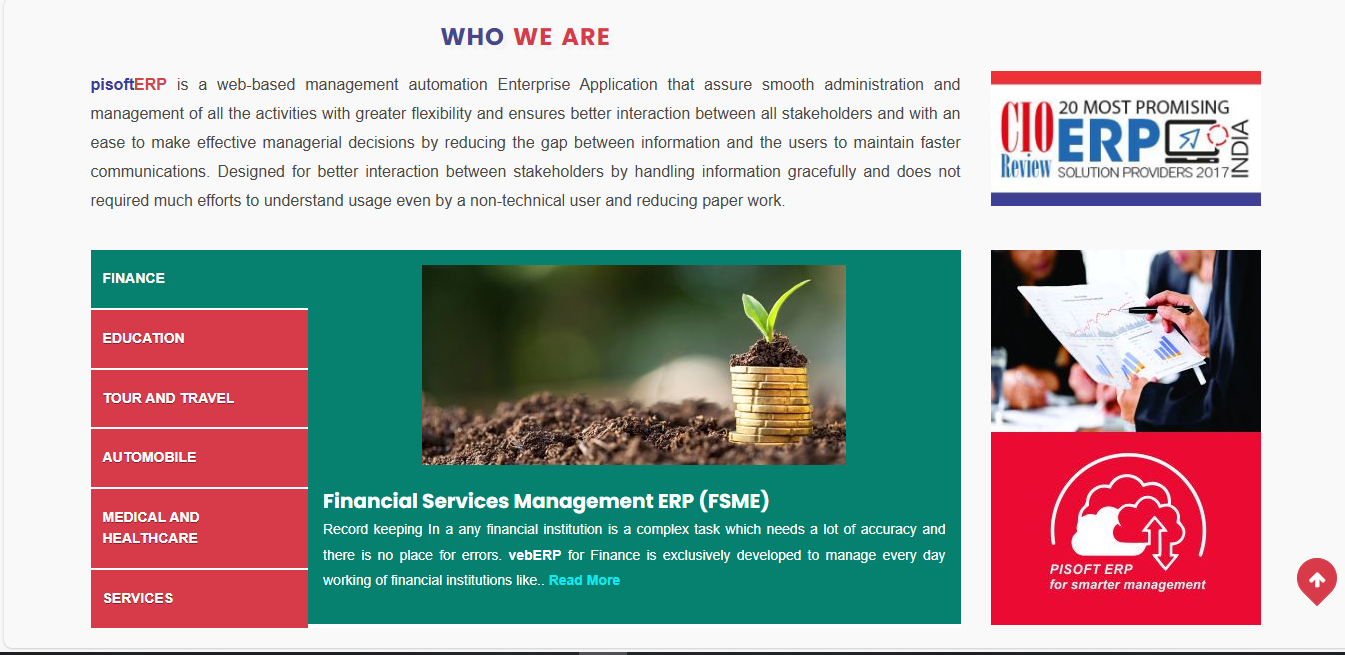 WHO WE ARE
pisoftERP is a web-based management automation Enterprise Application that assure smooth administration and
management of all the activities with greater flexibility and ensures better interaction between all stakeholders and with an
ease to make effective managerial decisions by reducing the gap between information and the users to maintain faster
communications. Designed for better interaction between stakeholders by handling information gracefully and does not
required much efforts to understand usage even by a non-technical user and reducing paper work.
CIO
Review
20 MOST PROMISING
ERP
SOLUTION PROVIDERS 2017
INDIA
FINANCE
EDUCATION
TOUR AND TRAVEL
AUTOMOBILE
MEDICAL AND
HEALTHCARE
SERVICES
Financial Services Management ERP (FSME)
Record keeping In a any financial institution is a complex task which needs a lot of accuracy and
there is no place for errors. vebERP for Finance is exclusively developed to manage every day
working of financial institutions like.. Read More
PISOFT ERP
for smarter management